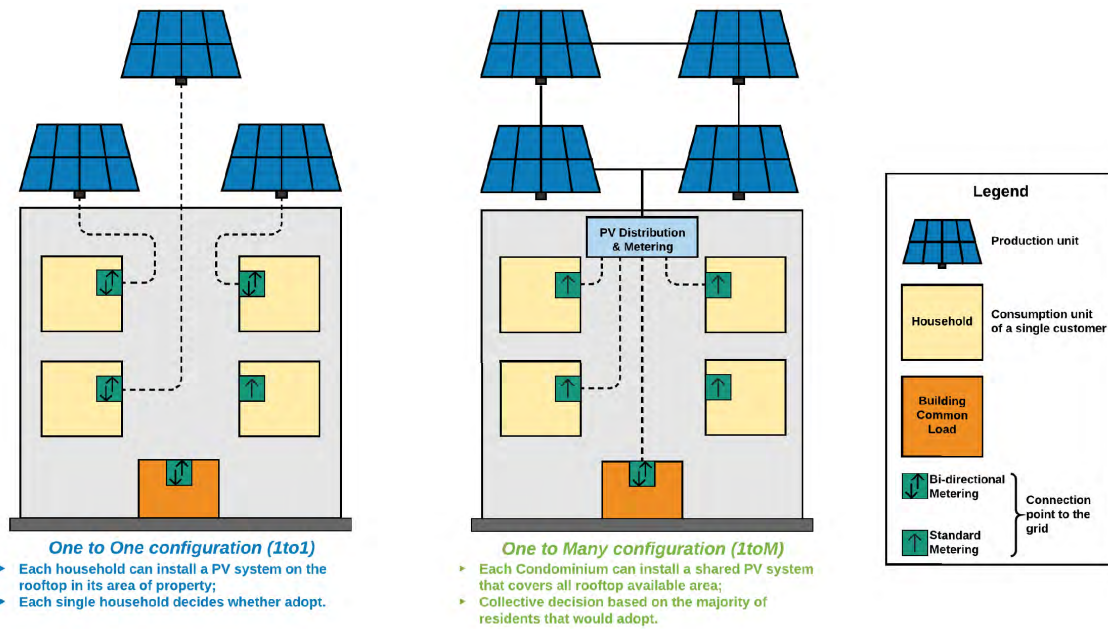 PV Distribution
& Metering
One to One configuration (1to1)
► Each household can install a PV system on the
rooftop in its area of property;
► Each single household decides whether adopt.
One to Many configuration (1toM)
► Each Condominium can install a shared PV system
that covers all rooftop available area;
► Collective decision based on the majority of
residents that would adopt.
Legend
Production unit
Household
Consumption unit
of a single customer
Building
Common
Load
Bi-directional
Metering
Standard
Metering
Connection
point to the
grid